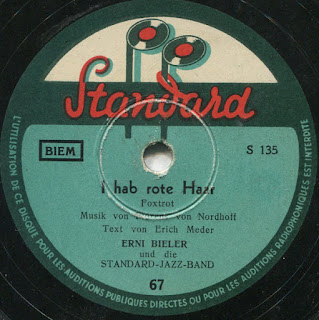 Standard
BIEM
S 135
I hab rote Haar
Foxtrot
Musik von von Nordhoff
Text von Erich Meder
ERNI BIELER
und die
STANDARD-JAZZ-BAND
67
L'UTILISATION DE CE DISQUE POUR LES AUDITIONS PUBLIQUES DIRECTES OU POUR LES AUDITIONS RADIOPHONIQUES EST INTERDITE